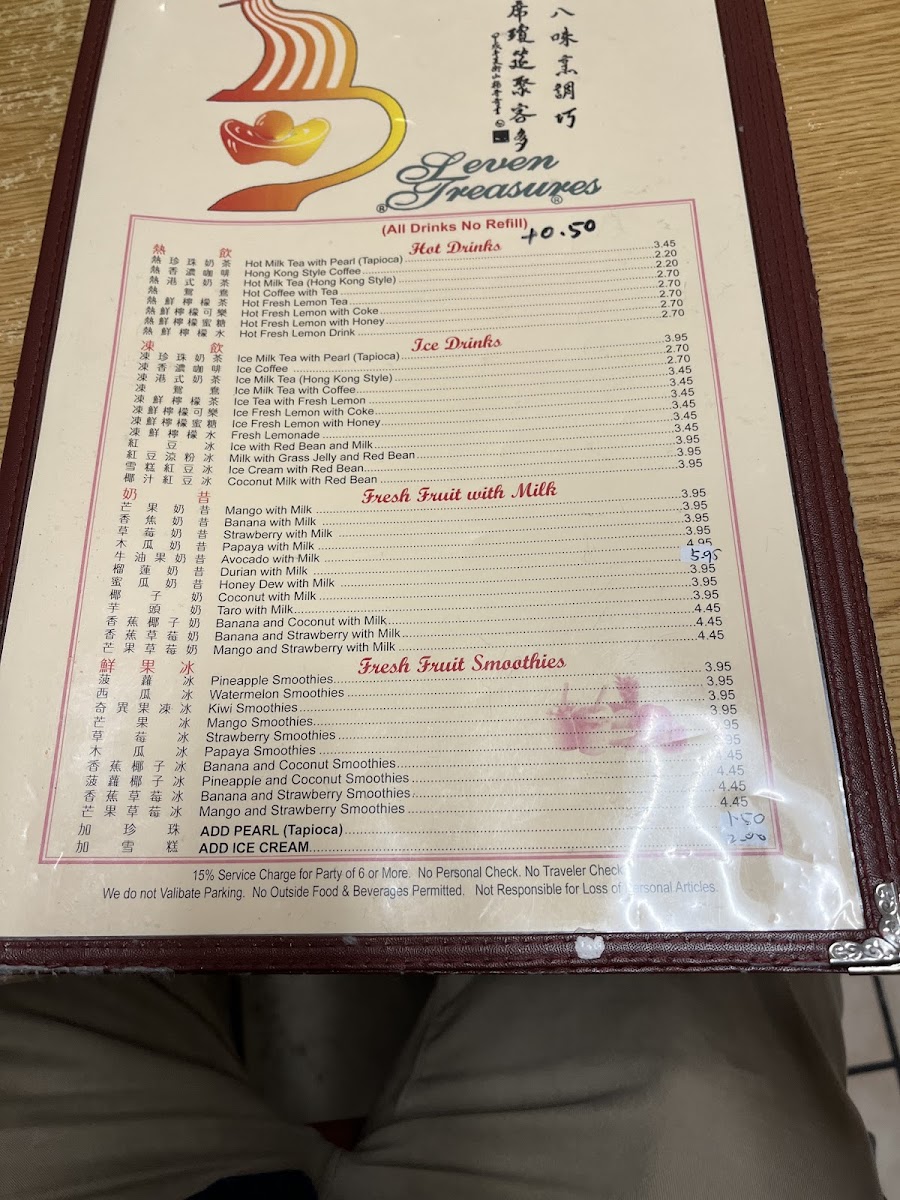 八味烹調巧
席瓊筵聚客多
Seven
Treasures
® ®
(All Drinks No Refill) +0.50
熱飲 Hot Drinks
熱珍珠奶茶 Hot Milk Tea with Pearl (Tapioca) 3.45
熱香濃咖啡 Hong Kong Style Coffee 2.20
熱港式奶茶 Hot Milk Tea (Hong Kong Style) 2.20
熱鴛鴦 Hot Coffee with Tea 2.70
熱鮮檸檬茶 Hot Fresh Lemon Tea 2.70
熱鮮檸檬可樂 Hot Fresh Lemon with Coke 2.70
熱鮮檸檬蜜糖 Hot Fresh Lemon with Honey 2.70
熱鮮檸檬水 Hot Fresh Lemon Drink 2.70
凍飲 Ice Drinks
凍珍珠奶茶 Ice Milk Tea with Pearl (Tapioca) 3.95
凍香濃咖啡 Ice Coffee 2.70
凍港式奶茶 Ice Milk Tea (Hong Kong Style) 2.70
凍鴛鴦 Ice Milk Tea with Coffee 3.45
凍鮮檸檬茶 Ice Tea with Fresh Lemon 3.45
凍鮮檸檬可樂 Ice Fresh Lemon with Coke 3.45
凍鮮檸檬蜜糖 Ice Fresh Lemon with Honey 3.45
凍鮮檸檬水 Fresh Lemonade 3.45
紅豆冰 Ice with Red Bean and Milk 3.45
紅豆涼粉冰 Milk with Grass Jelly and Red Bean 3.95
雪糕紅豆冰 Ice Cream with Red Bean 3.95
椰汁紅豆冰 Coconut Milk with Red Bean 3.95
奶昔 Fresh Fruit with Milk
芒果奶昔 Mango with Milk 3.95
香蕉奶昔 Banana with Milk 3.95
草莓奶昔 Strawberry with Milk 3.95
木瓜奶昔 Papaya with Milk 3.95
牛油果奶昔 Avocado with Milk 4.95
榴蓮奶昔 Durian with Milk 5.95
蜜瓜奶昔 Honey Dew with Milk 3.95
椰子奶 Coconut with Milk 3.95
芋頭奶 Taro with Milk 3.95
香蕉椰子奶 Banana and Coconut with Milk 4.45
香蕉草莓奶 Banana and Strawberry with Milk 4.45
芒果草莓奶 Mango and Strawberry with Milk 4.45
鮮果冰 Fresh Fruit Smoothies
菠蘿冰 Pineapple Smoothies 3.95
西瓜冰 Watermelon Smoothies 3.95
奇異果凍冰 Kiwi Smoothies 3.95
芒果冰 Mango Smoothies 3.95
草莓冰 Strawberry Smoothies
木瓜冰 Papaya Smoothies
香蕉椰子冰 Banana and Coconut Smoothies
菠蘿椰子冰 Pineapple and Coconut Smoothies 4.45
香蕉草莓冰 Banana and Strawberry Smoothies 4.45
芒果草莓冰 Mango and Strawberry Smoothies 4.45
加珍珠 ADD PEARL (Tapioca) 1.50
加雪糕 ADD ICE CREAM 2.00
15% Service Charge for Party of 6 or More. No Personal Check. No Traveler Check
We do not Valibate Parking. No Outside Food & Beverages Permitted. Not Responsible for Loss of Personal Articles.